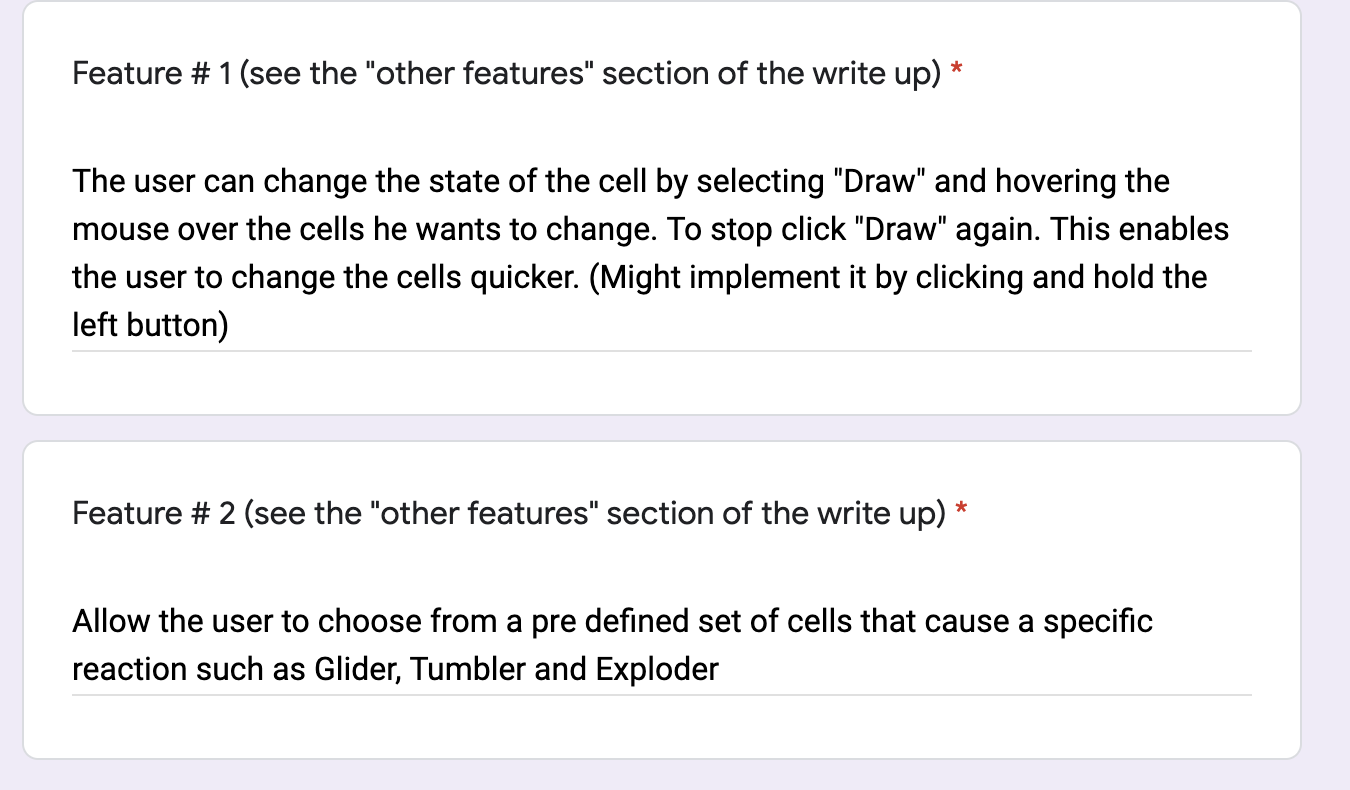 Feature # 1 (see the "other features" section of the write up) *
The user can change the state of the cell by selecting "Draw" and hovering the
mouse over the cells he wants to change. To stop click "Draw" again. This enables
the user to change the cells quicker. (Might implement it by clicking and hold the
left button)
Feature # 2 (see the "other features" section of the write up) *
Allow the user to choose from a pre defined set of cells that cause a specific
reaction such as Glider, Tumbler and Exploder